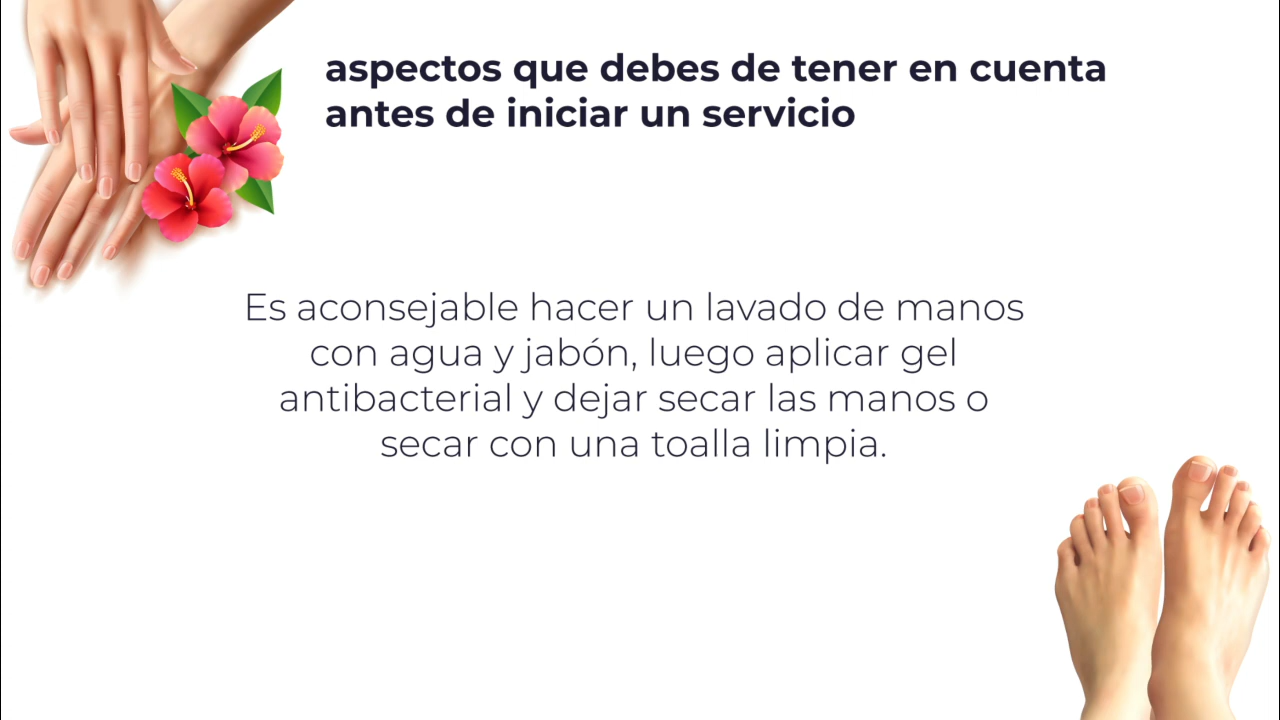 aspectos que debes de tener en cuenta
antes de iniciar un servicio
Es aconsejable hacer un lavado de manos
con agua y jabón, luego aplicar gel
antibacterial y dejar secar las manos o
secar con una toalla limpia.